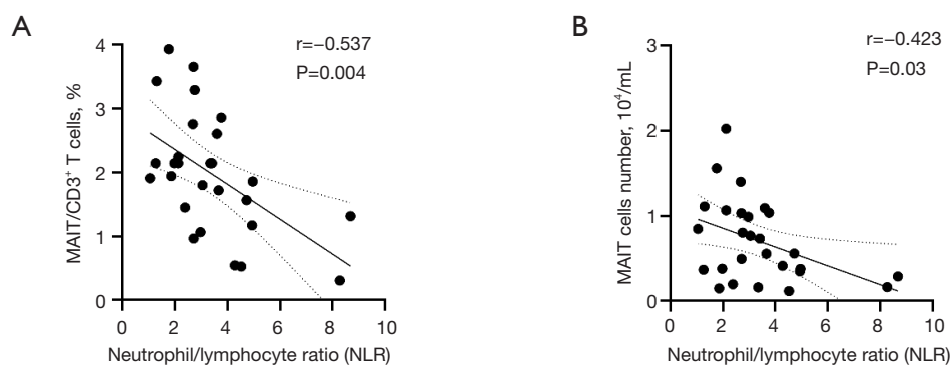 A
r=−0.537
P=0.004
MAIT/CD3⁺ T cells, %
4
3
2
1
0
0 2 4 6 8 10
Neutrophil/lymphocyte ratio (NLR)
B
r=−0.423
P=0.03
MAIT cells number, 10⁴/mL
3
2
1
0
0 2 4 6 8 10
Neutrophil/lymphocyte ratio (NLR)